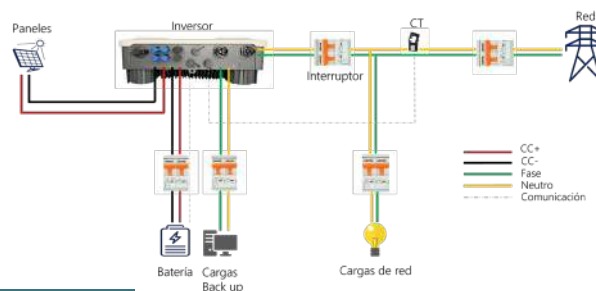 Paneles
Inversor
CT
Red
Interruptor
CC+
CC-
Fase
Neutro
Comunicación
Batería
Cargas
Back up
Cargas de red